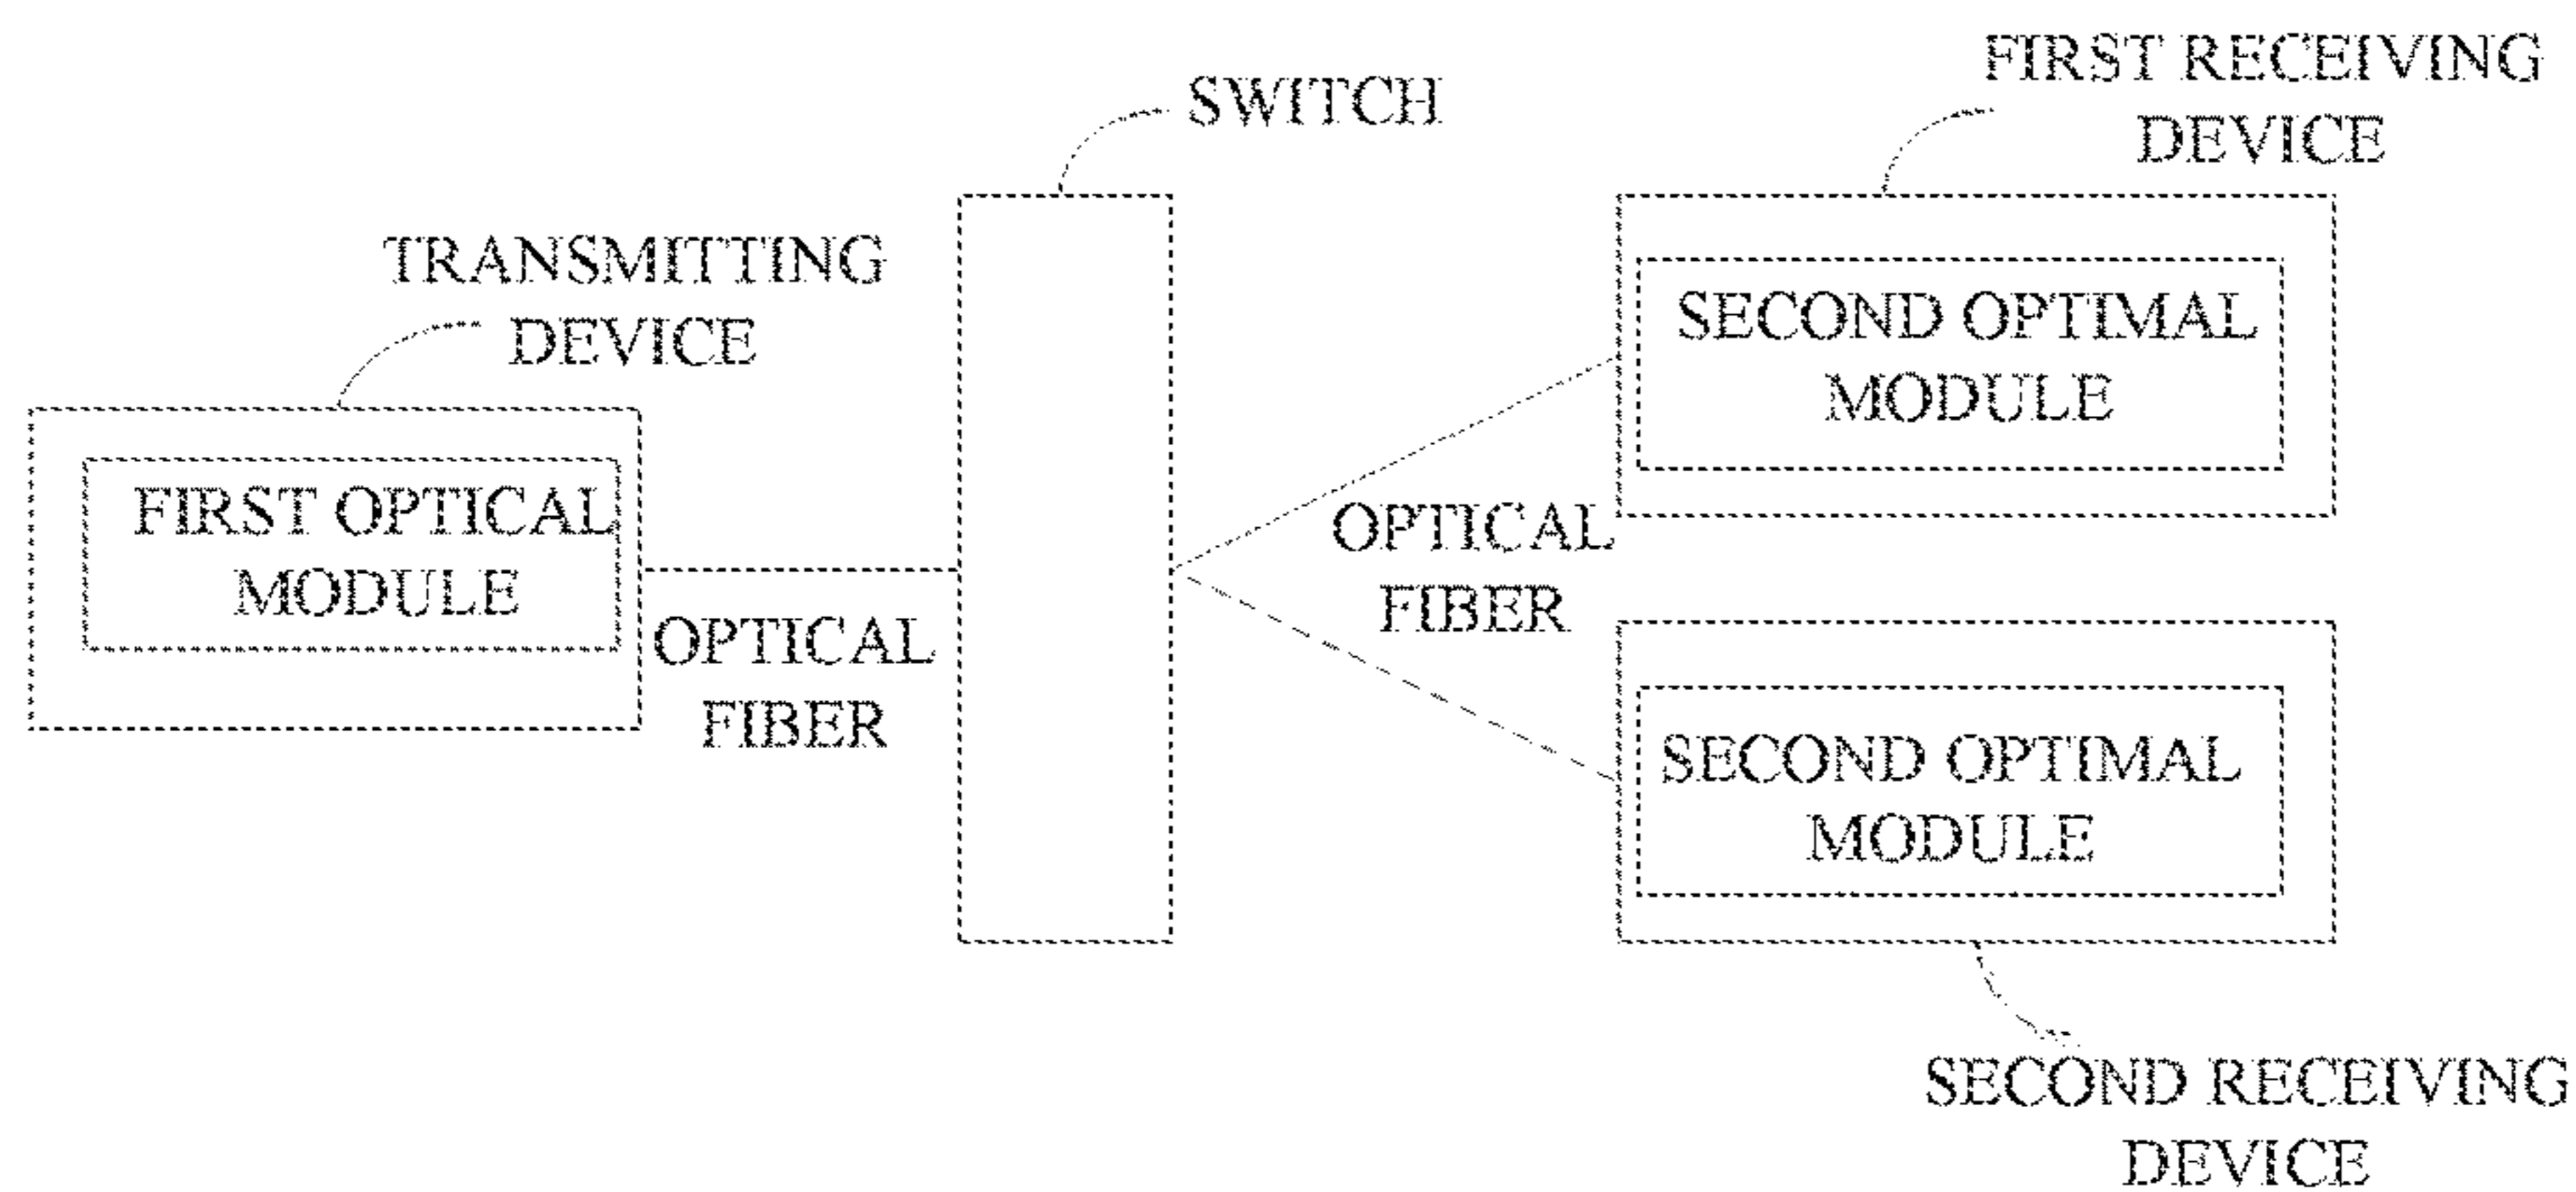 SWITCH
FIRST RECEIVING
DEVICE
TRANSMITTING
DEVICE
SECOND OPTIMAL
MODULE
FIRST OPTICAL
MODULE
OPTICAL
FIBER
OPTICAL
FIBER
SECOND OPTIMAL
MODULE
SECOND RECEIVING
DEVICE